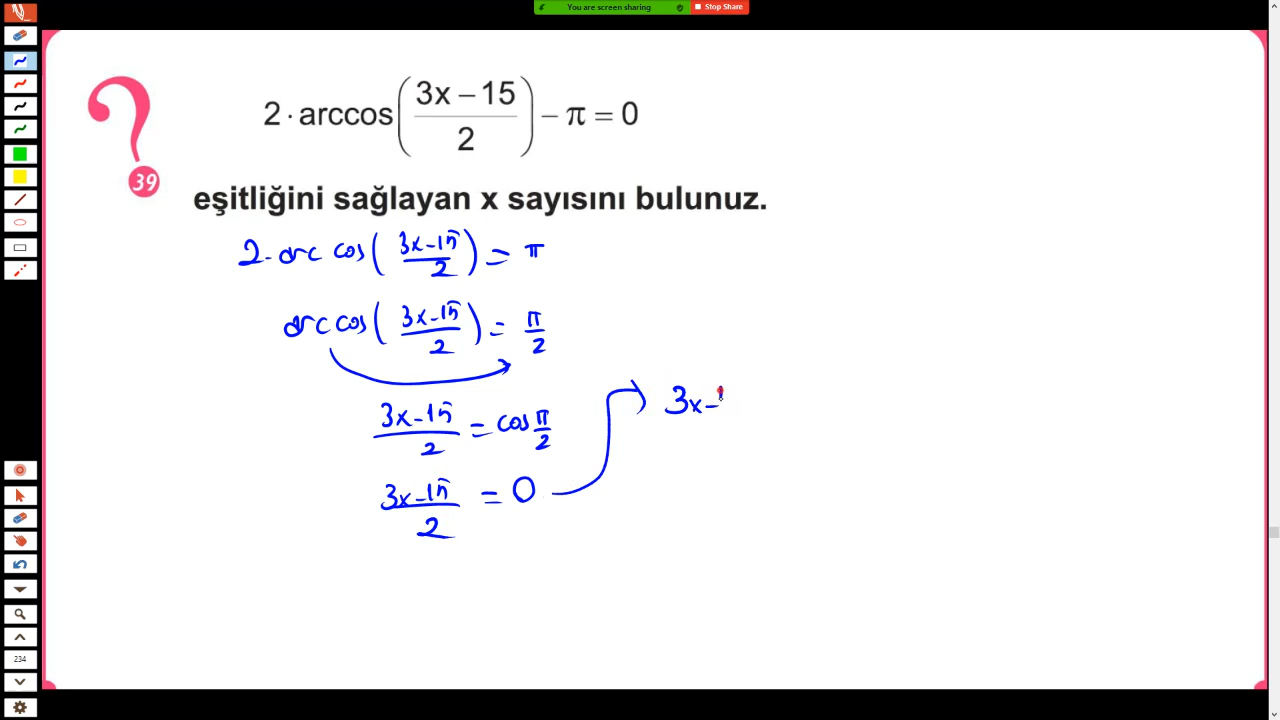 You are screen sharing Stop Share
2 · arccos(3x – 15 / 2) – π = 0
39
eşitliğini sağlayan x sayısını bulunuz.
2. arc cos(3x-15 / 2) = π
arc cos(3x-15 / 2) = π / 2
3x-15 / 2 = cos π / 2
3x-15 / 2 = 0
3x-1
234